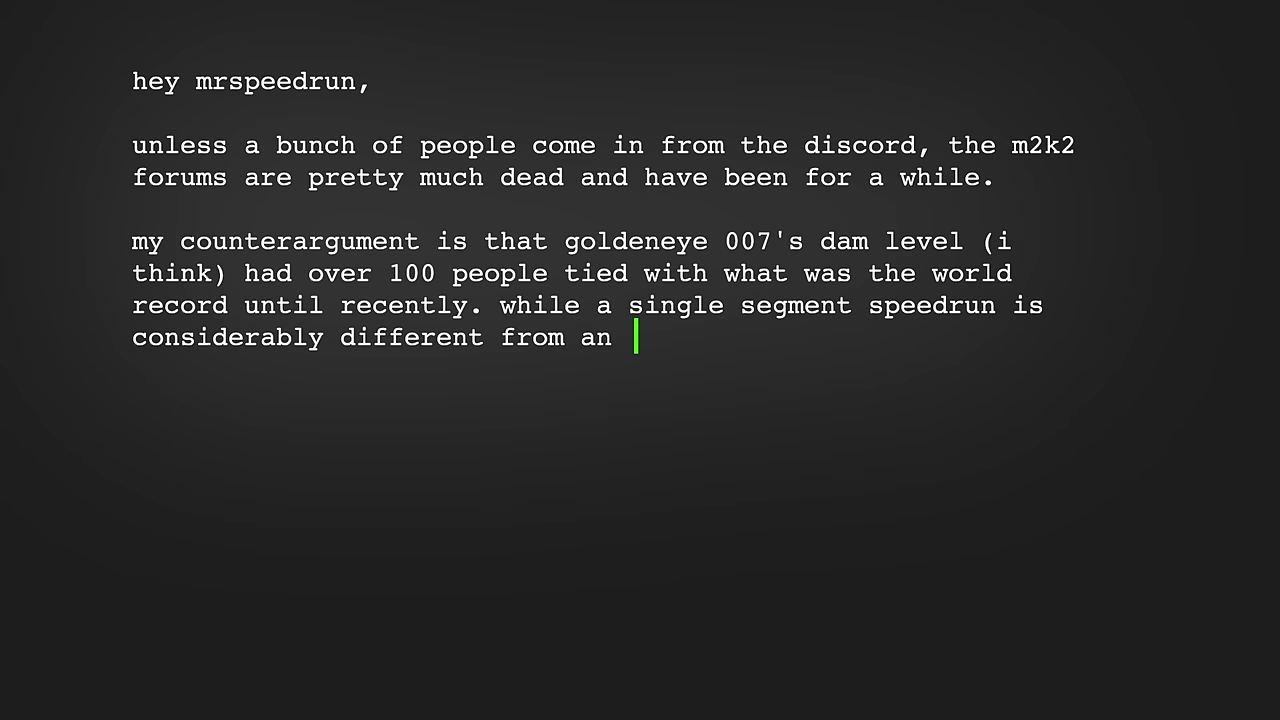 hey mrspeedrun,
unless a bunch of people come in from the discord, the m2k2
forums are pretty much dead and have been for a while.
my counterargument is that goldeneye 007's dam level (i
think) had over 100 people tied with what was the world
record until recently. while a single segment speedrun is
considerably different from an